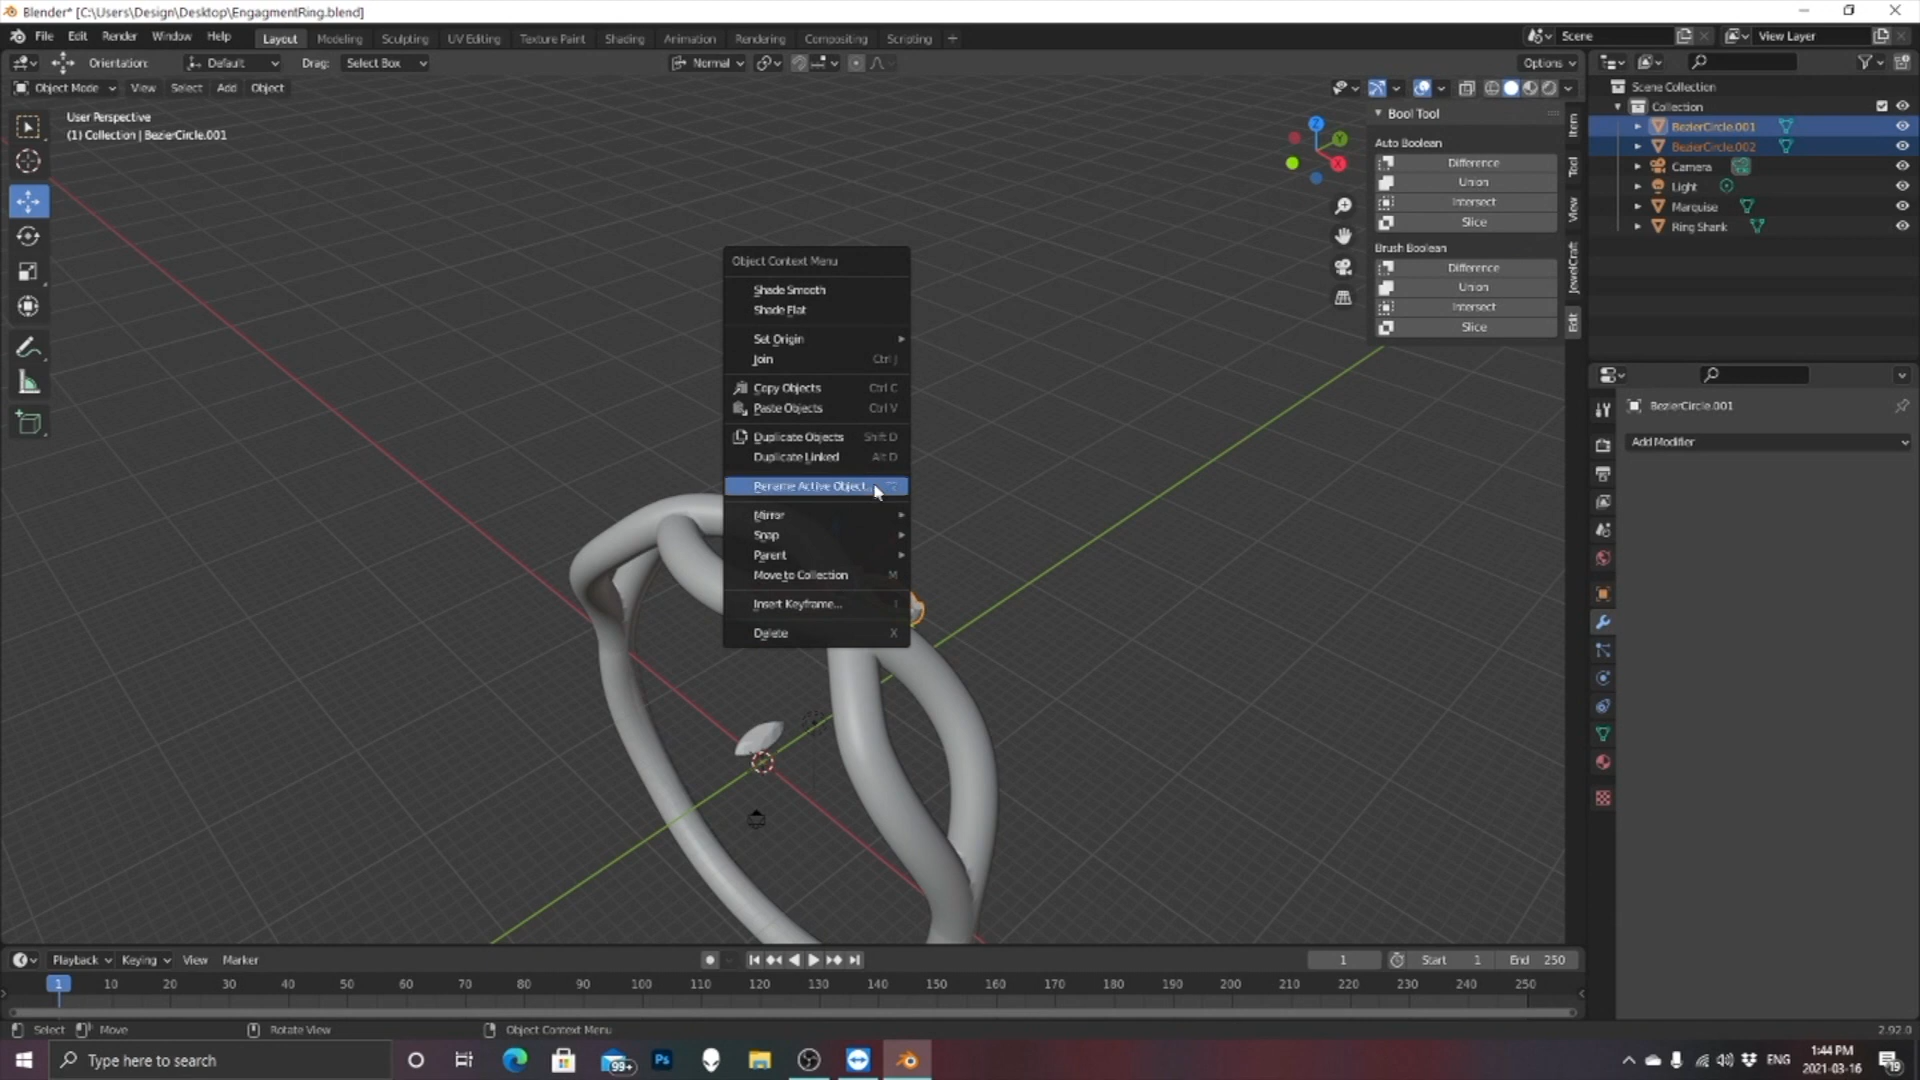 Blender* [C:\Users\Design\Desktop\EngagmentRing.blend]
File Edit Render Window Help
Layout Modeling Sculpting UV Editing Texture Paint Shading Animation Rendering Compositing Scripting +
Scene
View Layer
Orientation: Default Drag: Select Box
Normal
Options
Object Mode View Select Add Object
User Perspective
(1) Collection | BezierCircle.001
Bool Tool
Auto Boolean
Difference
Union
Intersect
Slice
Brush Boolean
Difference
Union
Intersect
Slice
Item
Tool
View
JewelCraft
Edit
Z
Y
X
Scene Collection
Collection
BezierCircle.001
BezierCircle.002
Camera
Light
Marquise
Ring Shank
BezierCircle.001
Add Modifier
Object Context Menu
Shade Smooth
Shade Flat
Set Origin
Join Ctrl J
Copy Objects Ctrl C
Paste Objects Ctrl V
Duplicate Objects Shift D
Duplicate Linked Alt D
Rename Active Object...
Mirror
Snap
Parent
Move to Collection M
Insert Keyframe... I
Delete X
Playback Keying View Marker
1 Start 1 End 250
1 10 20 30 40 50 60 70 80 90 100 110 120 130 140 150 160 170 180 190 200 210 220 230 240 250
Select Move Rotate View Object Context Menu
2.92.0
Type here to search
99+
Ps
ENG
1:44 PM
2021-03-16
19